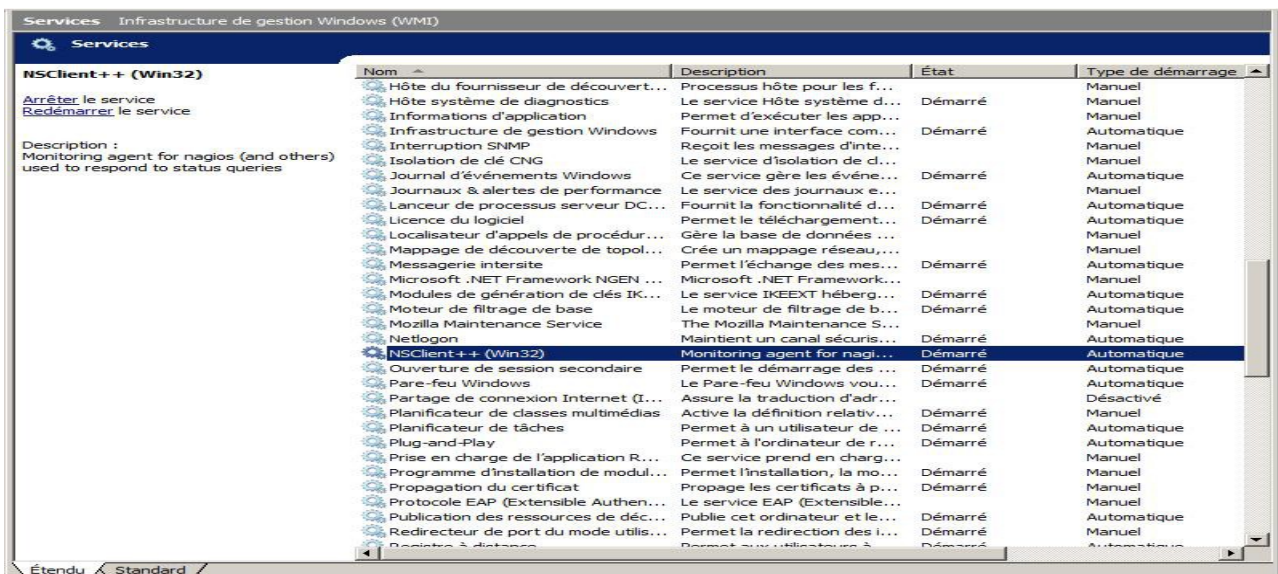 Services Infrastructure de gestion Windows (WMI)
Services
NSClient++ (Win32)
Arrêter le service
Redémarrer le service
Description :
Monitoring agent for nagios (and others)
used to respond to status queries
Nom Description État Type de démarrage
Hôte du fournisseur de découvert... Processus hôte pour les f... Manuel
Hôte système de diagnostics Le service Hôte système d... Démarré Manuel
Informations d'application Permet d'exécuter les app... Manuel
Infrastructure de gestion Windows Fournit une interface com... Démarré Automatique
Interruption SNMP Reçoit les messages d'inte... Manuel
Isolation de clé CNG Le service d'isolation de cl... Manuel
Journal d'événements Windows Ce service gère les événe... Démarré Automatique
Journaux & alertes de performance Le service des journaux e... Manuel
Lanceur de processus serveur DC... Fournit la fonctionnalité d... Démarré Automatique
Licence du logiciel Permet le téléchargement... Démarré Automatique
Localisateur d'appels de procédur... Gère la base de données ... Manuel
Mappage de découverte de topol... Crée un mappage réseau,... Manuel
Messagerie intersite Permet l'échange des mes... Démarré Automatique
Microsoft .NET Framework NGEN ... Microsoft .NET Framework... Manuel
Modules de génération de clés IK... Le service IKEEXT héberg... Démarré Automatique
Moteur de filtrage de base Le moteur de filtrage de b... Démarré Automatique
Mozilla Maintenance Service The Mozilla Maintenance S... Manuel
Netlogon Maintient un canal sécuris... Démarré Automatique
NSClient++ (Win32) Monitoring agent for nagi... Démarré Automatique
Ouverture de session secondaire Permet le démarrage des ... Démarré Automatique
Pare-feu Windows Le Pare-feu Windows vou... Démarré Automatique
Partage de connexion Internet (I... Assure la traduction d'adr... Désactivé
Planificateur de classes multimédias Active la définition relativ... Démarré Manuel
Planificateur de tâches Permet à un utilisateur de ... Démarré Automatique
Plug-and-Play Permet à l'ordinateur de r... Démarré Automatique
Prise en charge de l'application R... Ce service prend en charg... Manuel
Programme d'installation de modul... Permet l'installation, la mo... Démarré Manuel
Propagation du certificat Propage les certificats à p... Démarré Manuel
Protocole EAP (Extensible Authen... Le service EAP (Extensible... Manuel
Publication des ressources de déc... Publie cet ordinateur et le... Démarré Automatique
Redirecteur de port du mode utilis... Permet la redirection des i... Démarré Manuel
Registre à distance Permet aux utilisateurs à ... Démarré Automatique
Étendu Standard